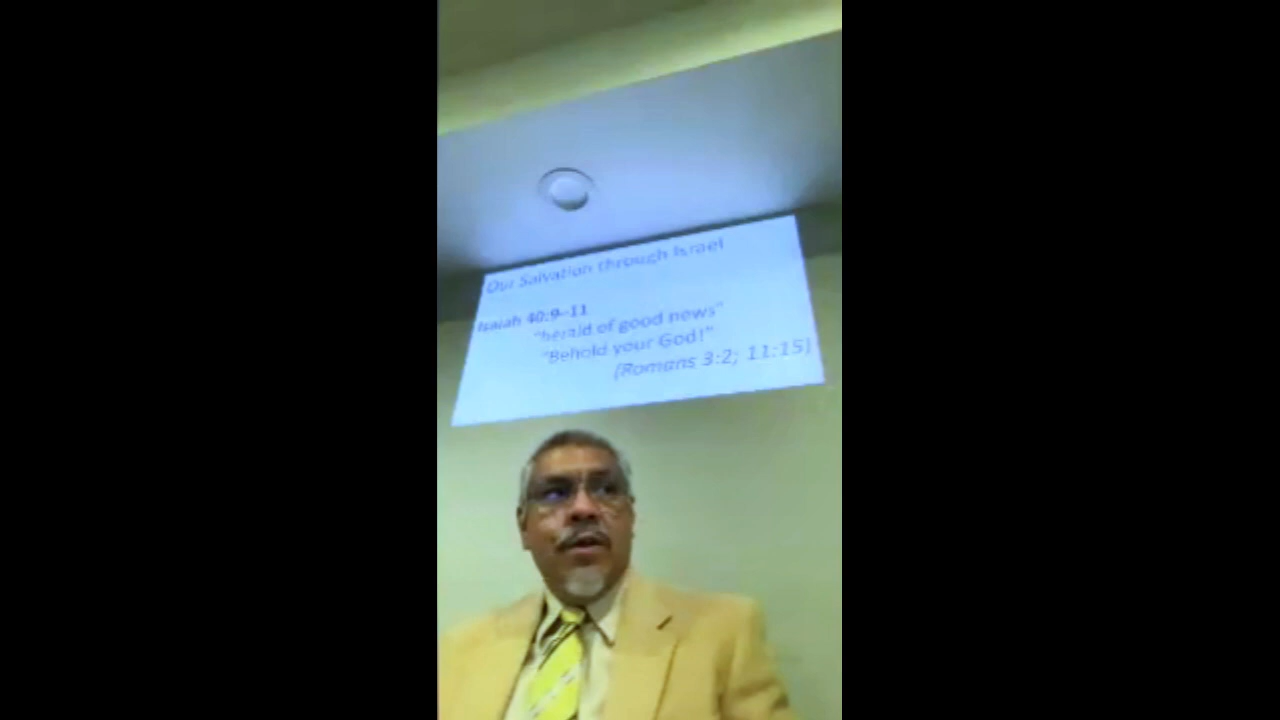 Our Salvation through Israel
Isaiah 40:9-11
"herald of good news"
"Behold your God!"
(Romans 3:2; 11:15)